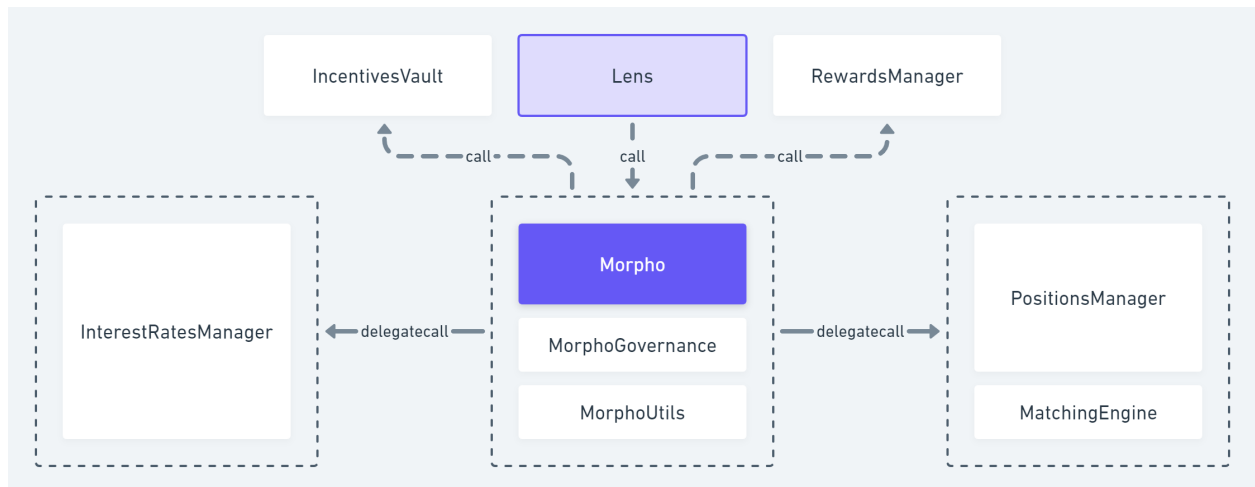 IncentivesVault
Lens
RewardsManager
call
call
call
Morpho
InterestRatesManager
delegatecall
MorphoGovernance
delegatecall
PositionsManager
MorphoUtils
MatchingEngine